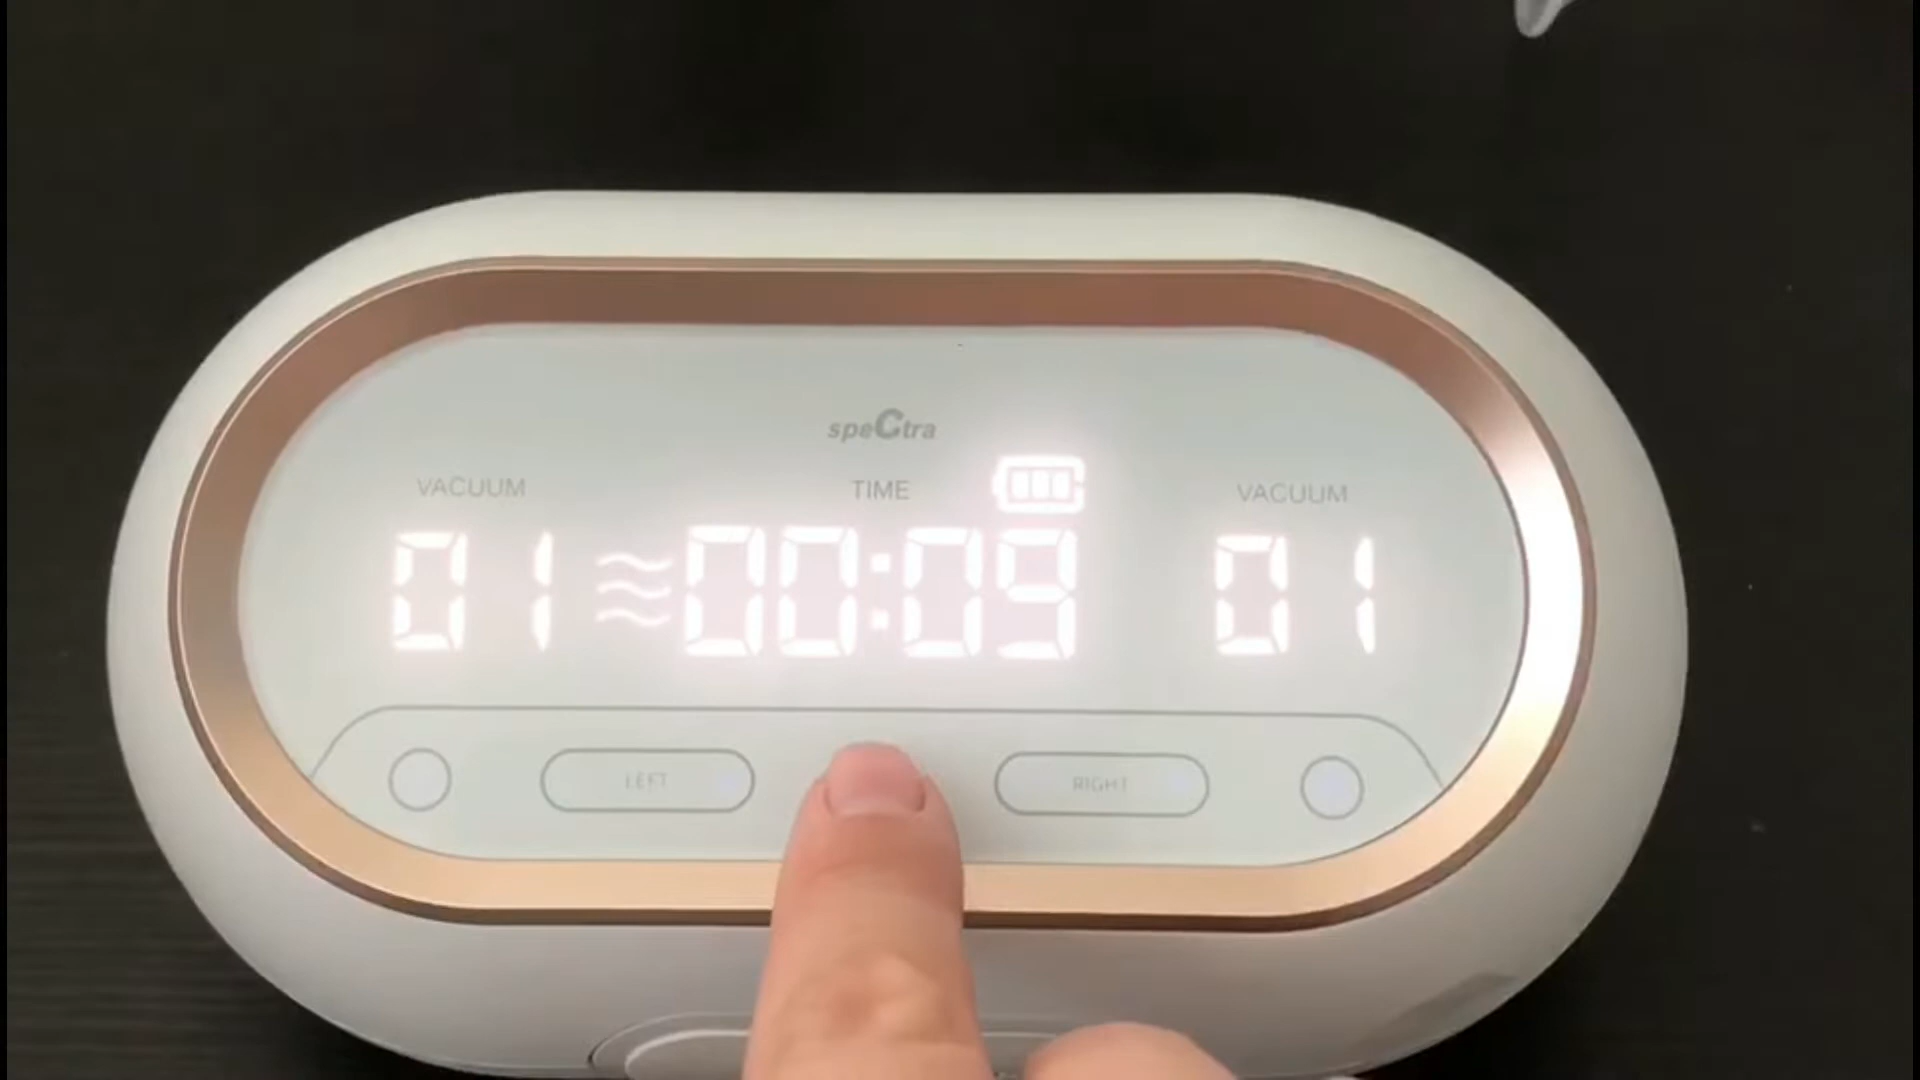 speCtra
VACUUM TIME VACUUM
01 00:09 01
LEFT RIGHT